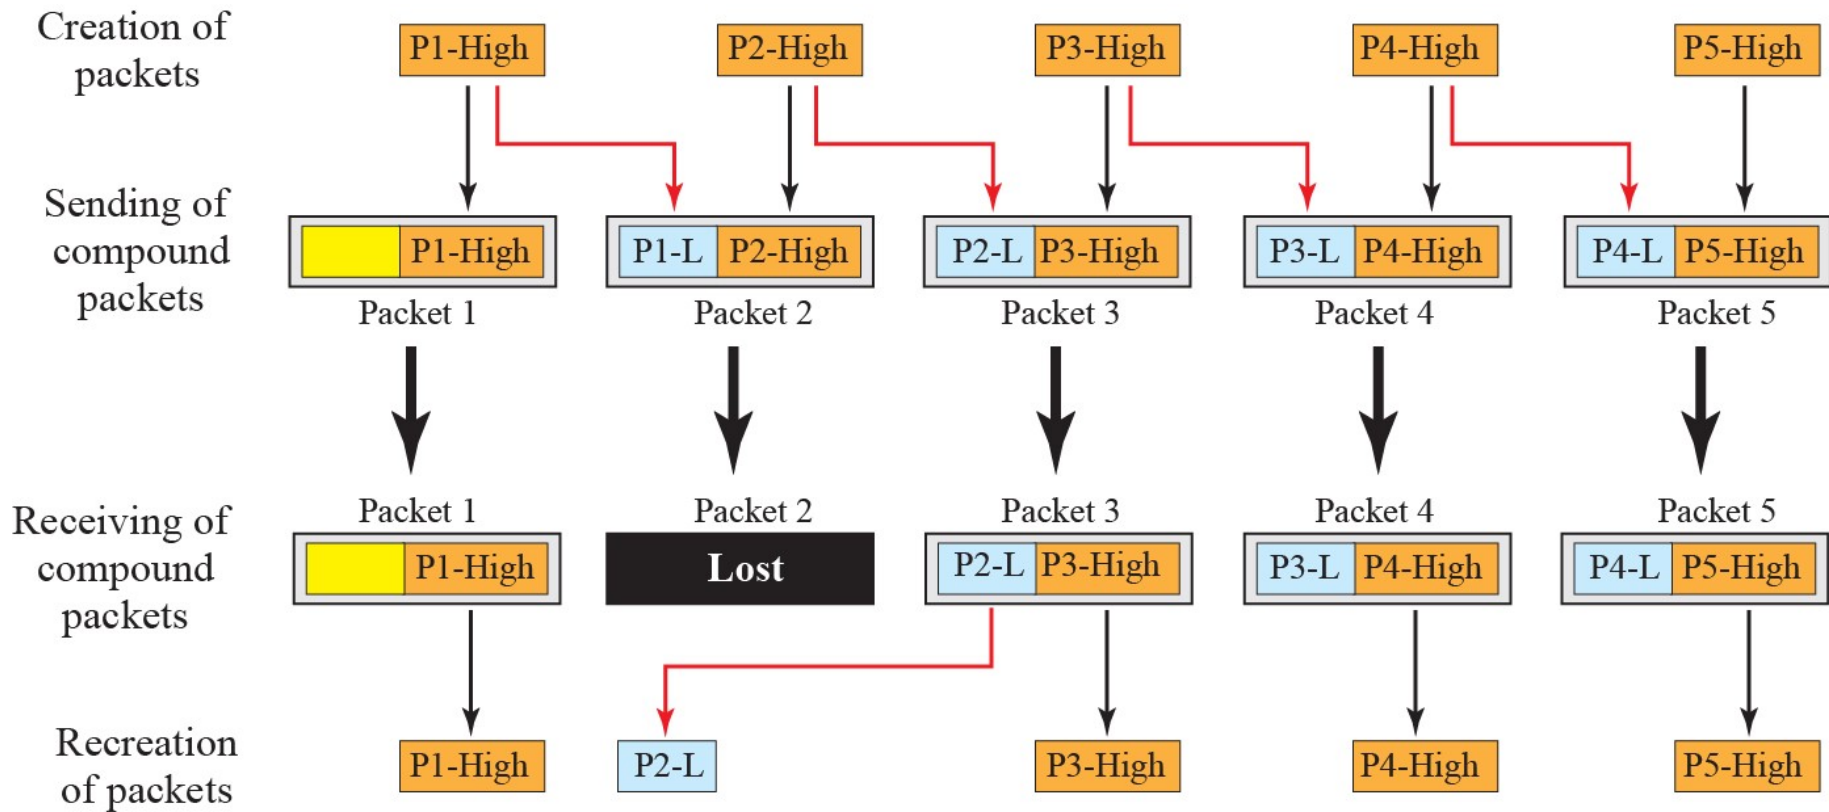 Creation of
packets
P1-High
P2-High
P3-High
P4-High
P5-High
Sending of
compound
packets
P1-High
P1-L
P2-High
P2-L
P3-High
P3-L
P4-High
P4-L
P5-High
Packet 1
Packet 2
Packet 3
Packet 4
Packet 5
Receiving of
compound
packets
Packet 1
Packet 2
Packet 3
Packet 4
Packet 5
P1-High
Lost
P2-L
P3-High
P3-L
P4-High
P4-L
P5-High
Recreation
of packets
P1-High
P2-L
P3-High
P4-High
P5-High